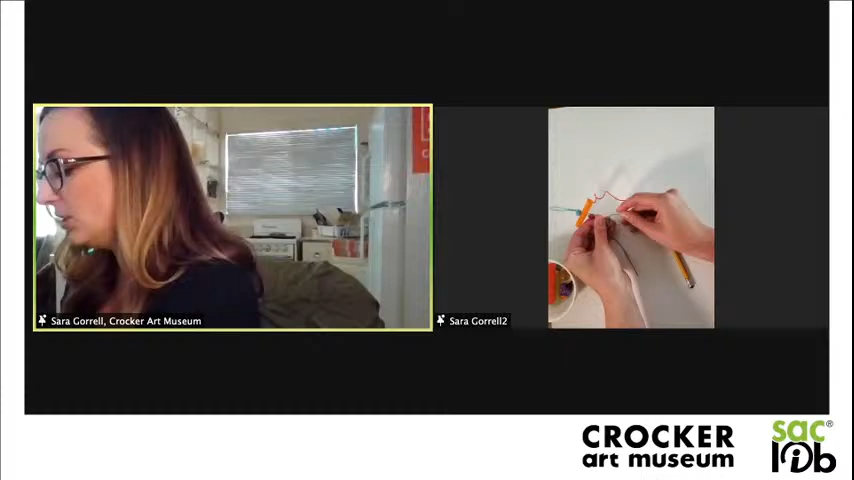 Sara Gorrell, Crocker Art Museum
Sara Gorrell2
CROCKER
art museum
sac®
lib